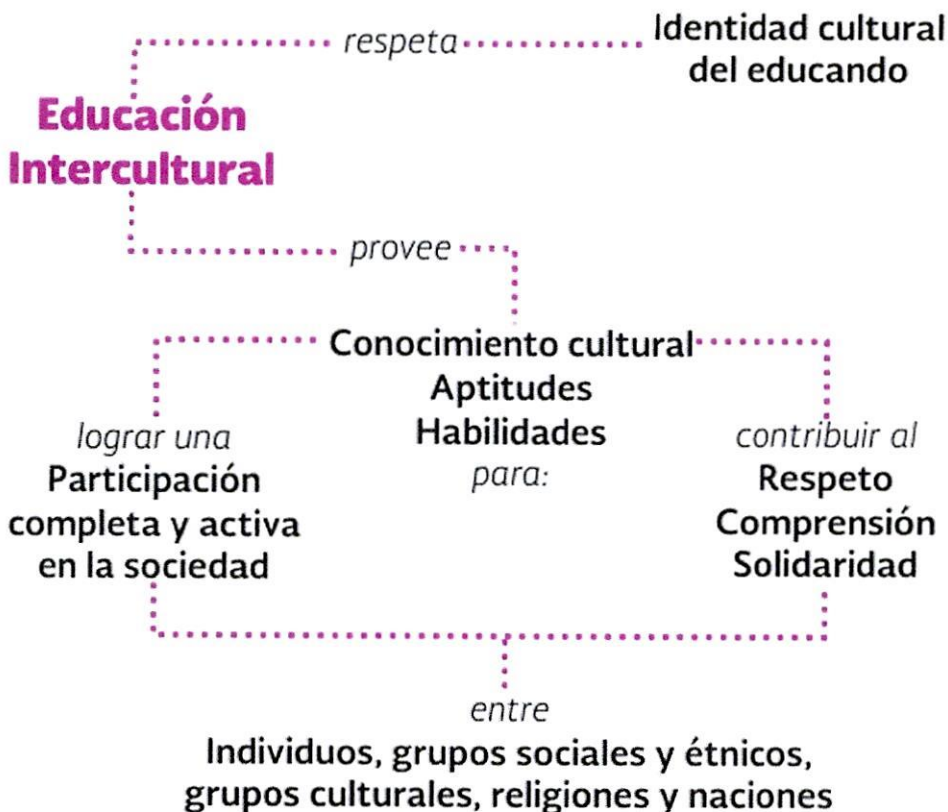 respeta
Identidad cultural
del educando
Educación
Intercultural
provee
Conocimiento cultural
Aptitudes
Habilidades
para:
lograr una
Participación
completa y activa
en la sociedad
contribuir al
Respeto
Comprensión
Solidaridad
entre
Individuos, grupos sociales y étnicos,
grupos culturales, religiones y naciones